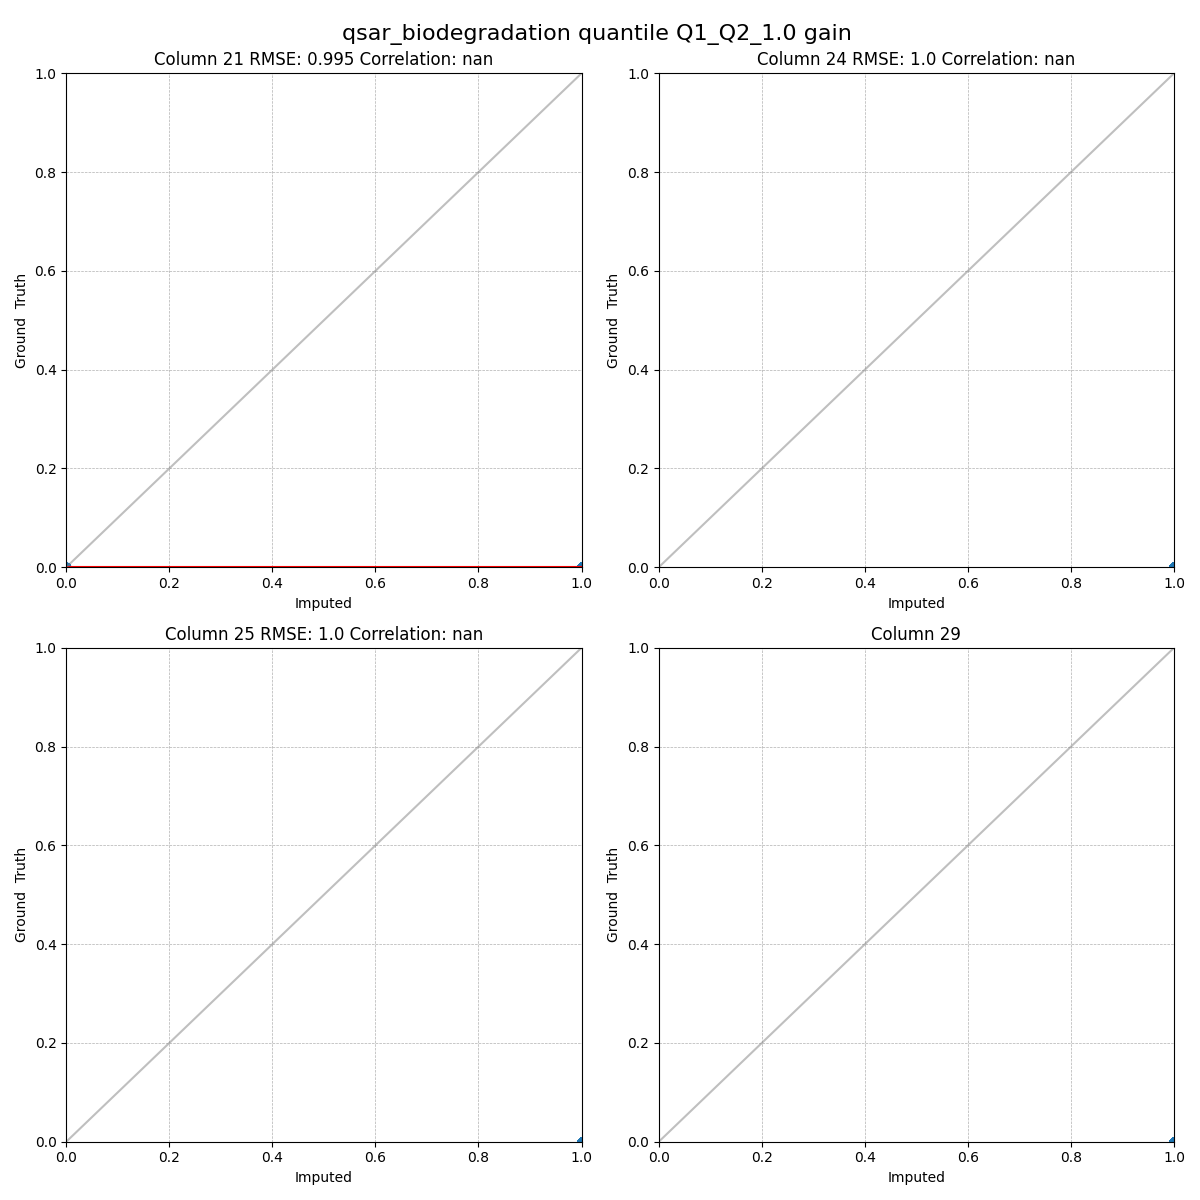 qsar_biodegradation quantile Q1_Q2_1.0 gain
Column 21 RMSE: 0.995 Correlation: nan
1.0
0.8
0.6
0.4
0.2
0.0
Ground Truth
0.0 0.2 0.4 0.6 0.8 1.0
Imputed
Column 24 RMSE: 1.0 Correlation: nan
1.0
0.8
0.6
0.4
0.2
0.0
Ground Truth
0.0 0.2 0.4 0.6 0.8 1.0
Imputed
Column 25 RMSE: 1.0 Correlation: nan
1.0
0.8
0.6
0.4
0.2
0.0
Ground Truth
0.0 0.2 0.4 0.6 0.8 1.0
Imputed
Column 29
1.0
0.8
0.6
0.4
0.2
0.0
Ground Truth
0.0 0.2 0.4 0.6 0.8 1.0
Imputed